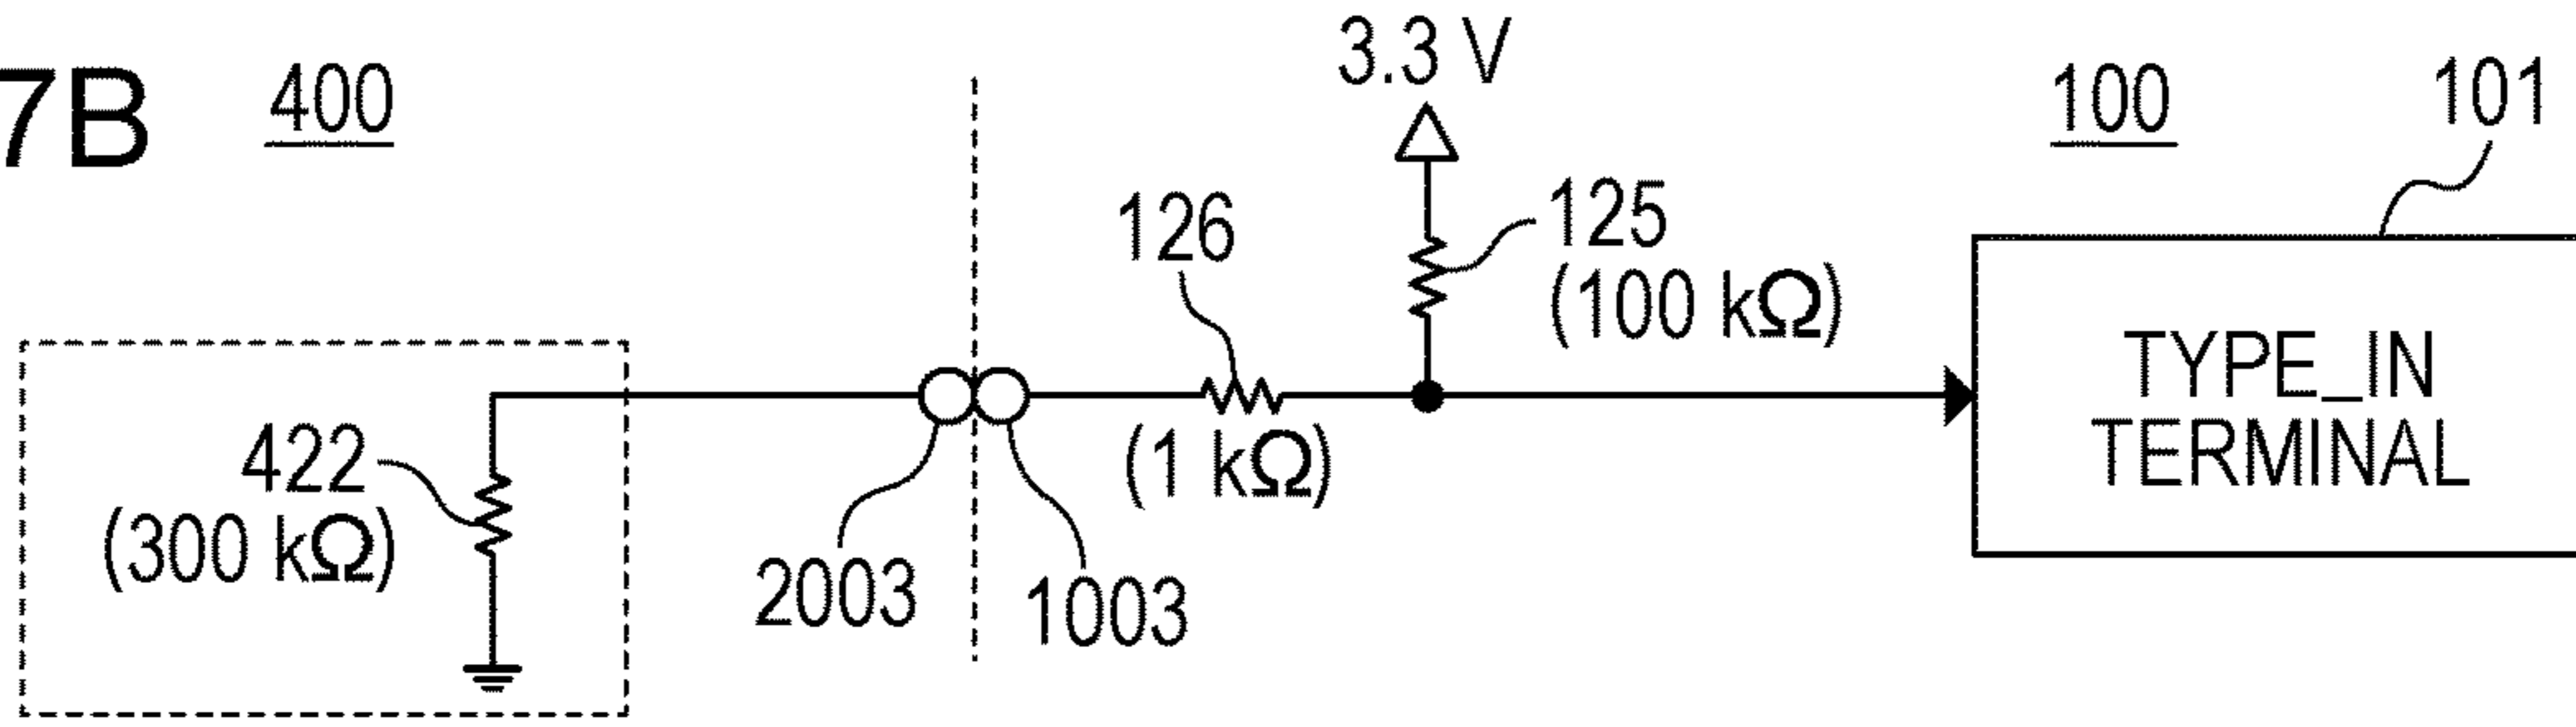 7B
400
3.3 V
100
101
126
125
(100 kΩ)
(1 kΩ)
TYPE_IN
TERMINAL
422
(300 kΩ)
2003
1003